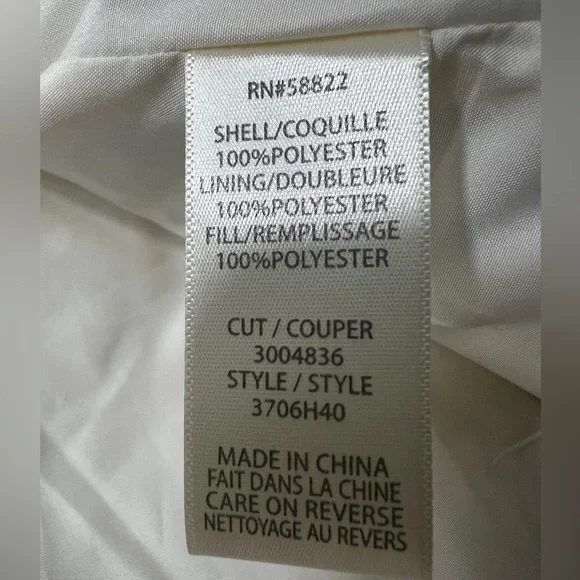 RN#58822
SHELL/COQUILLE
100%POLYESTER
LINING/DOUBLEURE
100%POLYESTER
FILL/REMPLISSAGE
100%POLYESTER
CUT / COUPER
3004836
STYLE / STYLE
3706H40
MADE IN CHINA
FAIT DANS LA CHINE
CARE ON REVERSE
NETTOYAGE AU REVERS